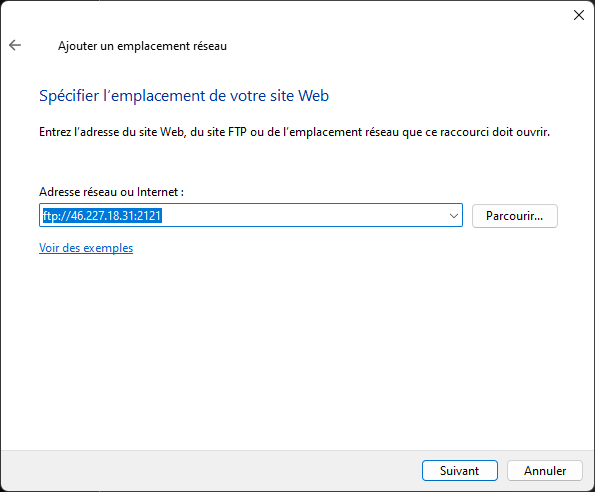 Ajouter un emplacement réseau
Spécifier l’emplacement de votre site Web
Entrez l’adresse du site Web, du site FTP ou de l’emplacement réseau que ce raccourci doit ouvrir.
Adresse réseau ou Internet :
ftp://46.227.18.31:2121
Parcourir...
Voir des exemples
Suivant
Annuler